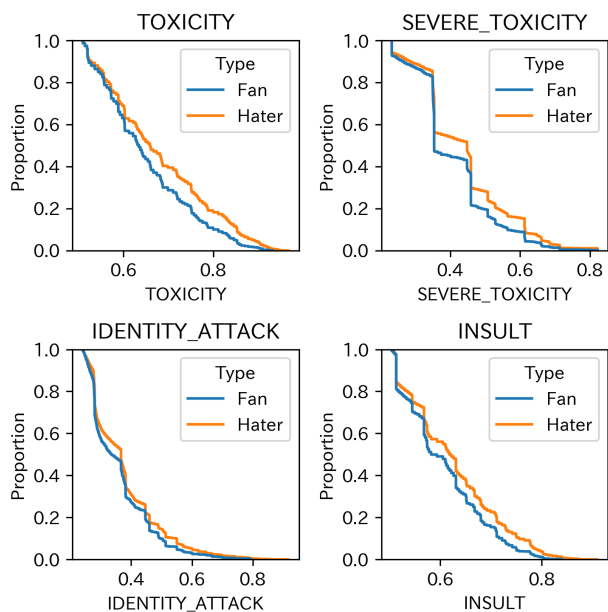 TOXICITY
1.0
0.8
0.6
0.4
0.2
0.0
Proportion
Type
Fan
Hater
0.6 0.8
TOXICITY
SEVERE_TOXICITY
1.0
0.8
0.6
0.4
0.2
0.0
Proportion
Type
Fan
Hater
0.4 0.6 0.8
SEVERE_TOXICITY
IDENTITY_ATTACK
1.0
0.8
0.6
0.4
0.2
0.0
Proportion
Type
Fan
Hater
0.4 0.6 0.8
IDENTITY_ATTACK
INSULT
1.0
0.8
0.6
0.4
0.2
0.0
Proportion
Type
Fan
Hater
0.6 0.8
INSULT